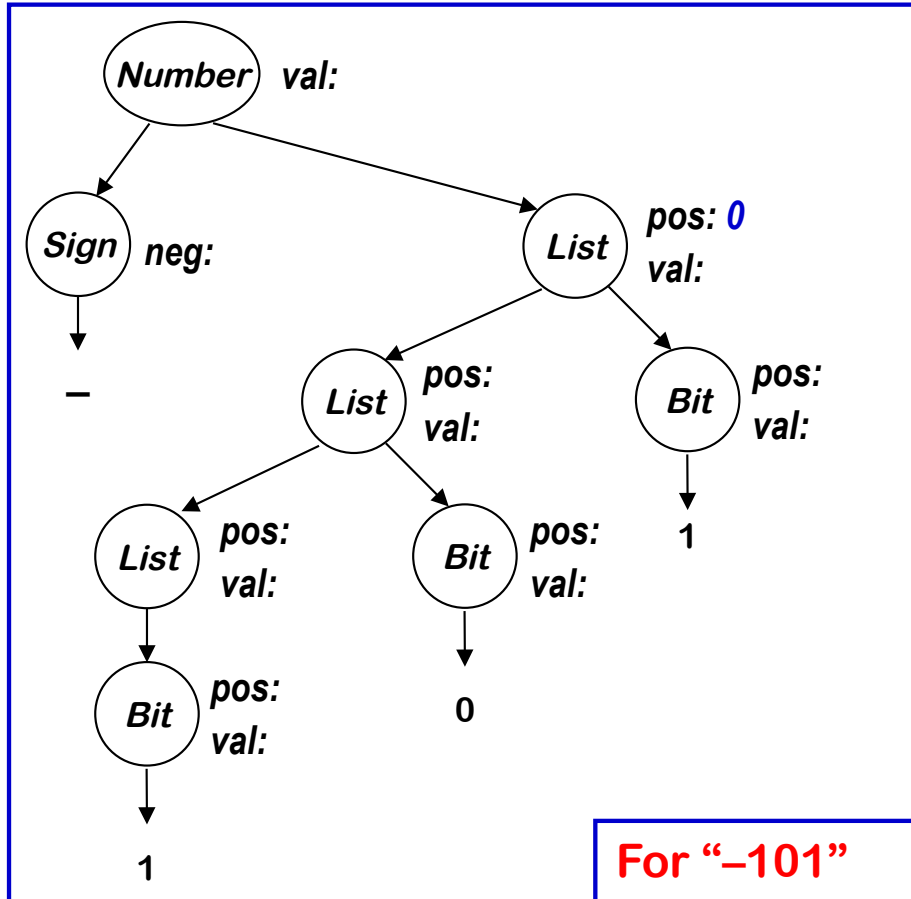 Number val:
Sign neg:
List pos: 0
val:
–
List pos:
val:
Bit pos:
val:
1
List pos:
val:
Bit pos:
val:
0
Bit pos:
val:
1
For “–101”